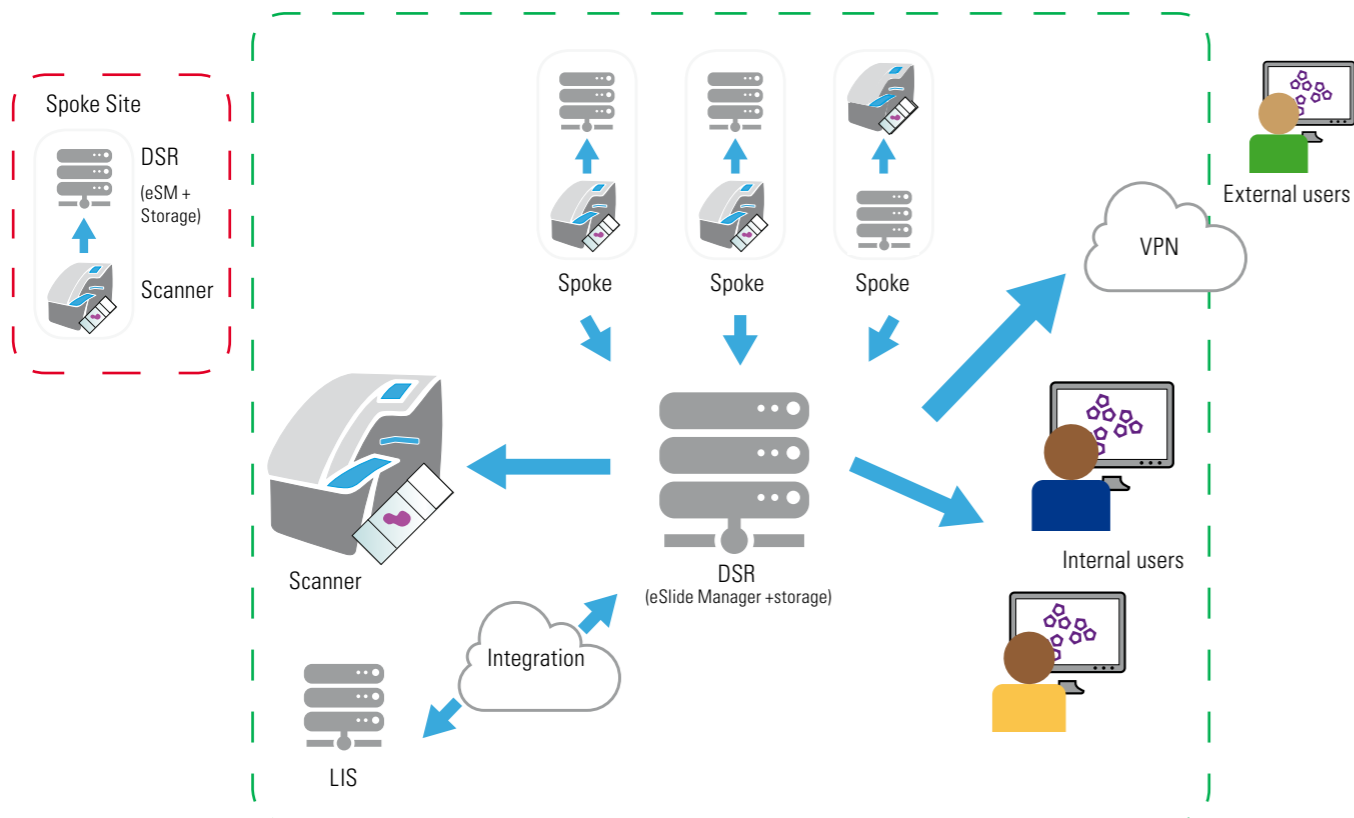 Spoke Site
DSR
(eSM +
Storage)
Scanner
Spoke
Spoke
Spoke
External users
VPN
Scanner
DSR
(eSlide Manager +storage)
Internal users
Integration
LIS